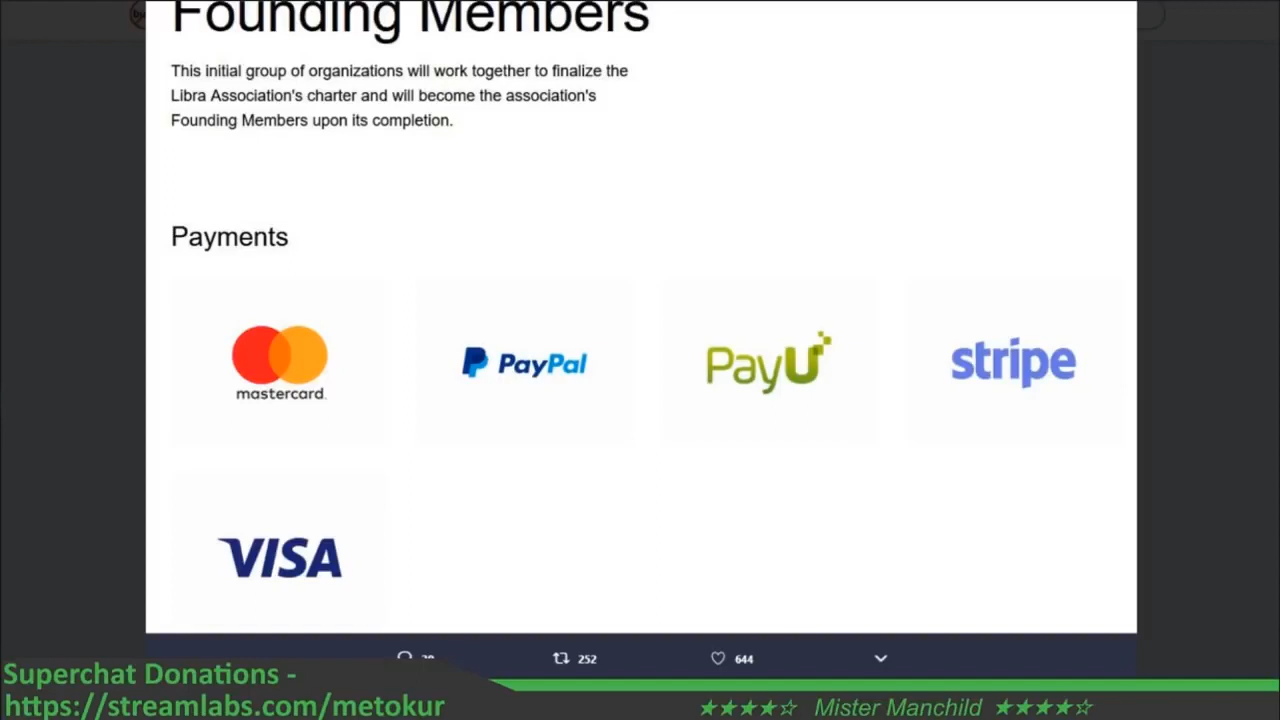 Founding Members
This initial group of organizations will work together to finalize the
Libra Association's charter and will become the association's
Founding Members upon its completion.
Payments
mastercard.
PayPal
PayU
stripe
VISA
252
644
Superchat Donations -
https://streamlabs.com/metokur
★★★★☆ Mister Manchild ★★★★☆